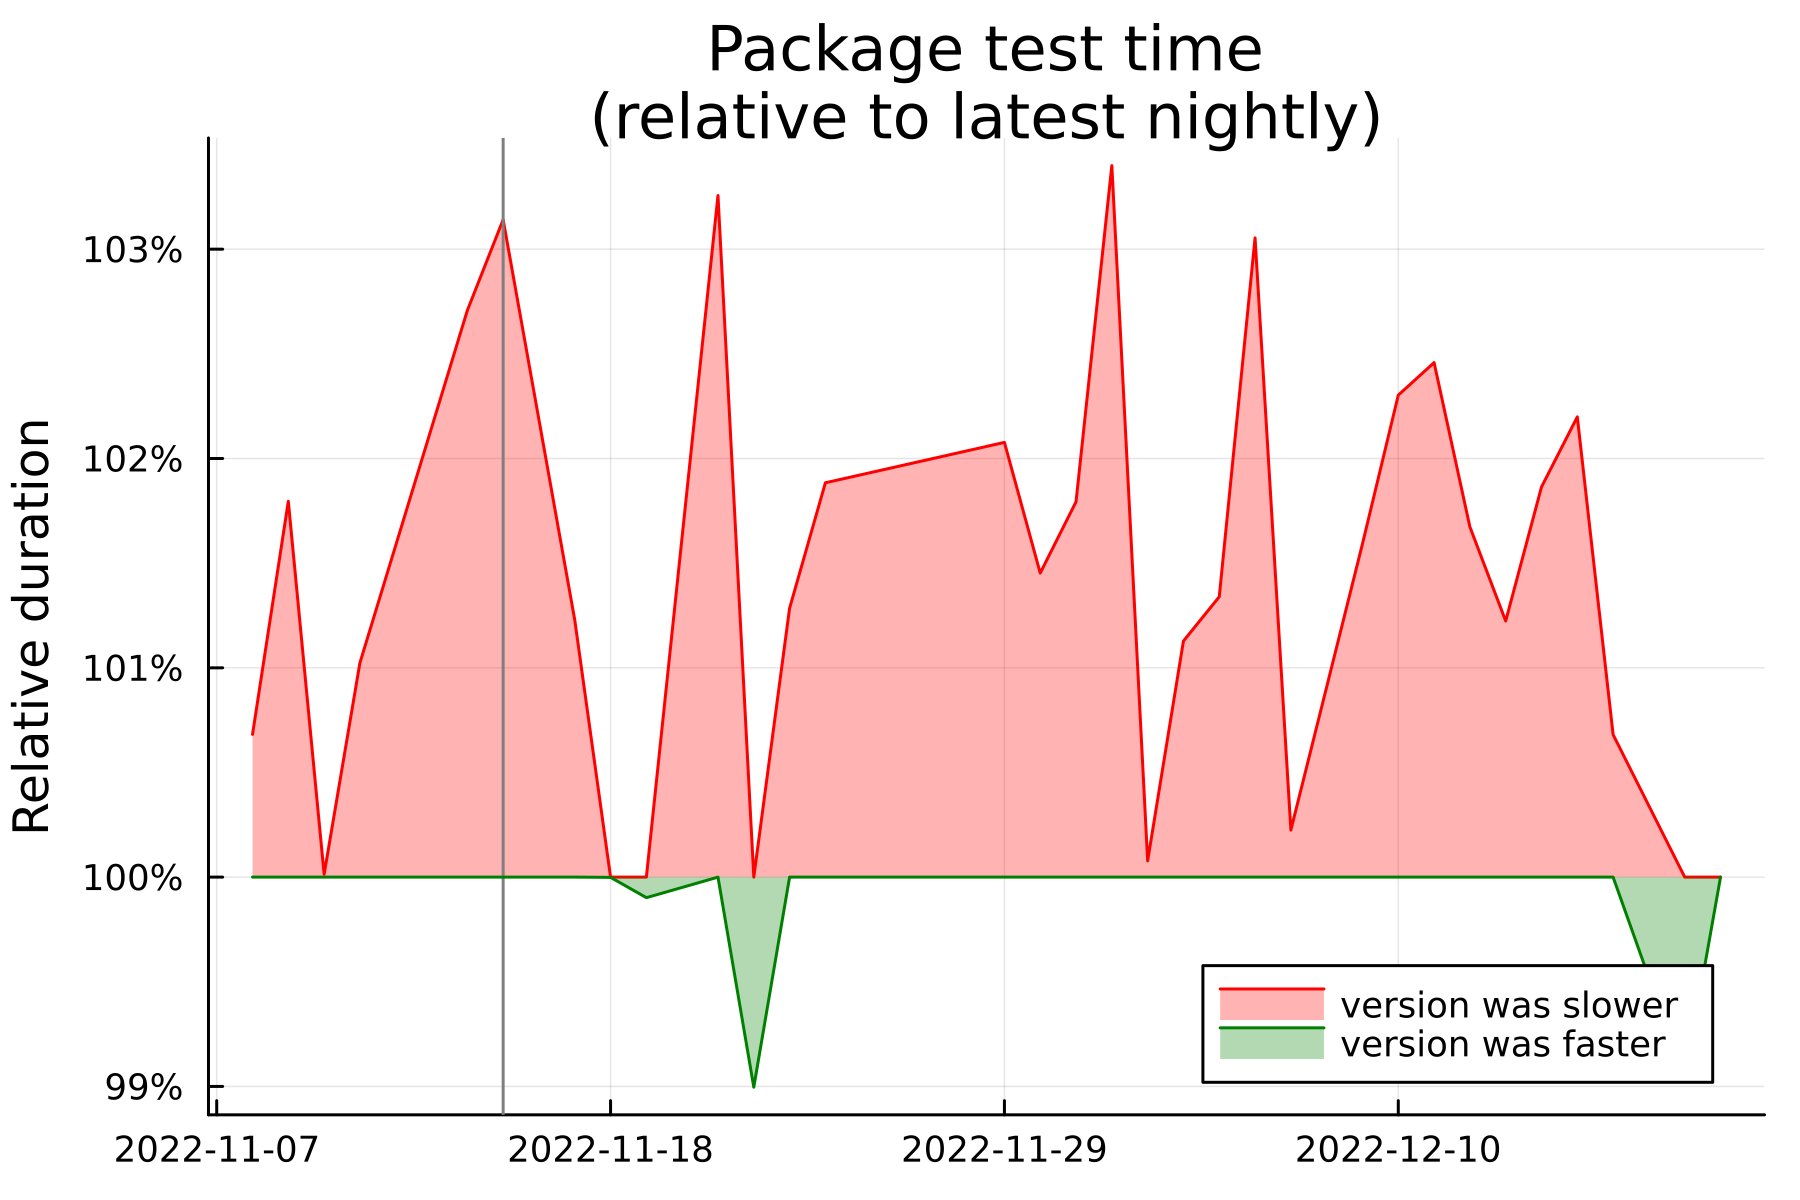 Package test time
(relative to latest nightly)
Relative duration
103%
102%
101%
100%
99%
version was slower
version was faster
2022-11-07
2022-11-18
2022-11-29
2022-12-10